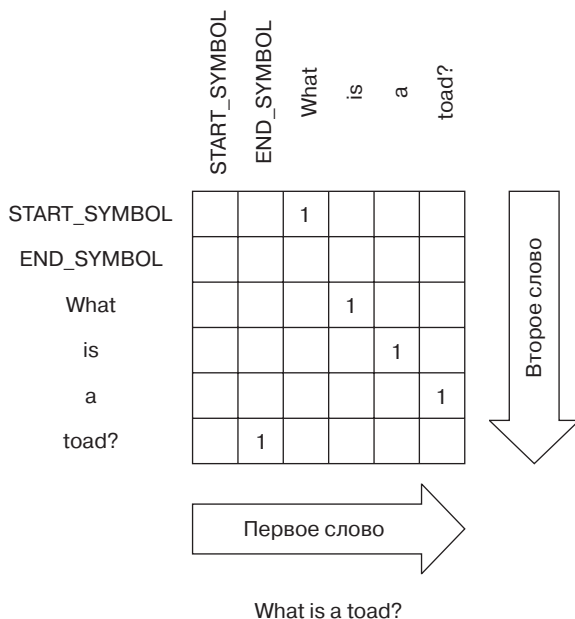 START_SYMBOL
END_SYMBOL
What
is
a
toad?
START_SYMBOL 1
END_SYMBOL
What 1
is 1
a 1
toad? 1
Второе слово
Первое слово
What is a toad?